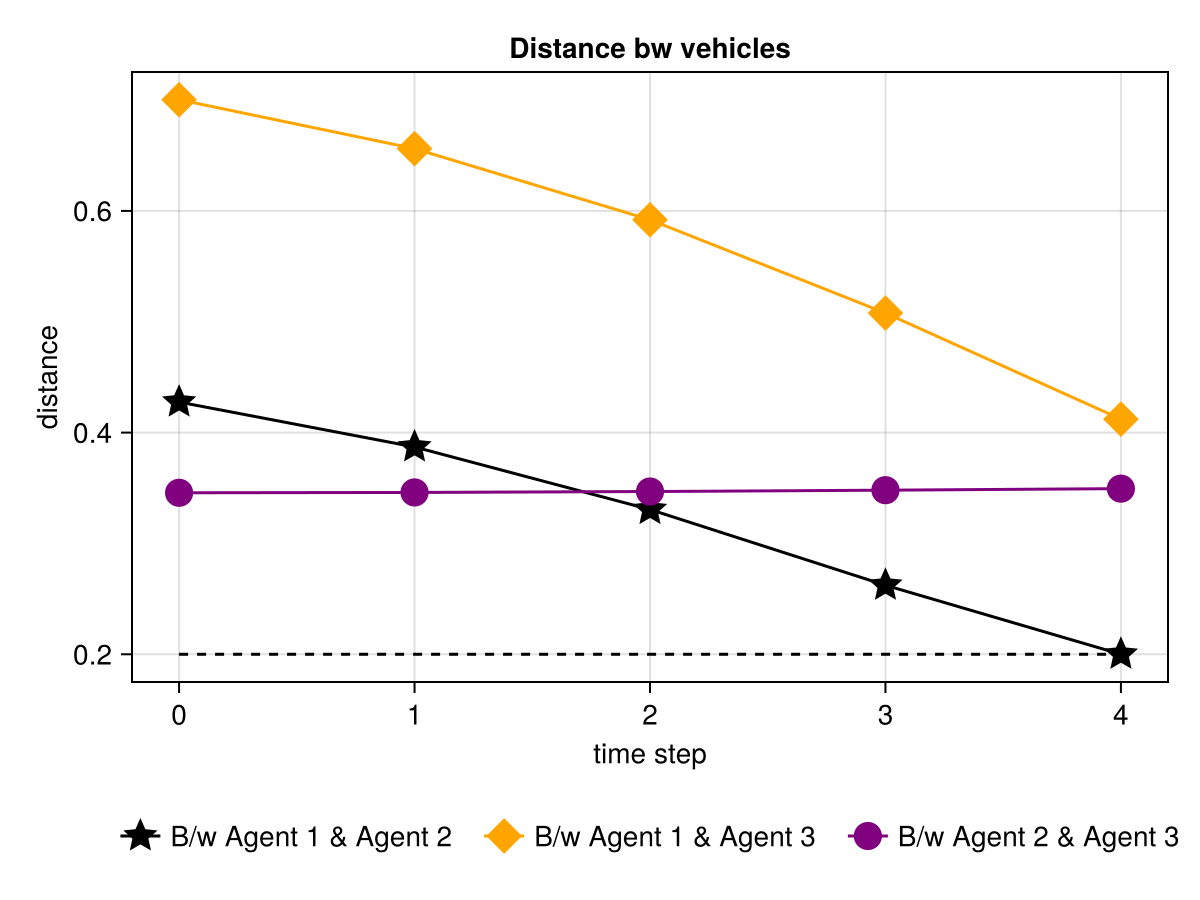 Distance bw vehicles
distance
0.6
0.4
0.2
0 1 2 3 4
time step
B/w Agent 1 & Agent 2 B/w Agent 1 & Agent 3 B/w Agent 2 & Agent 3